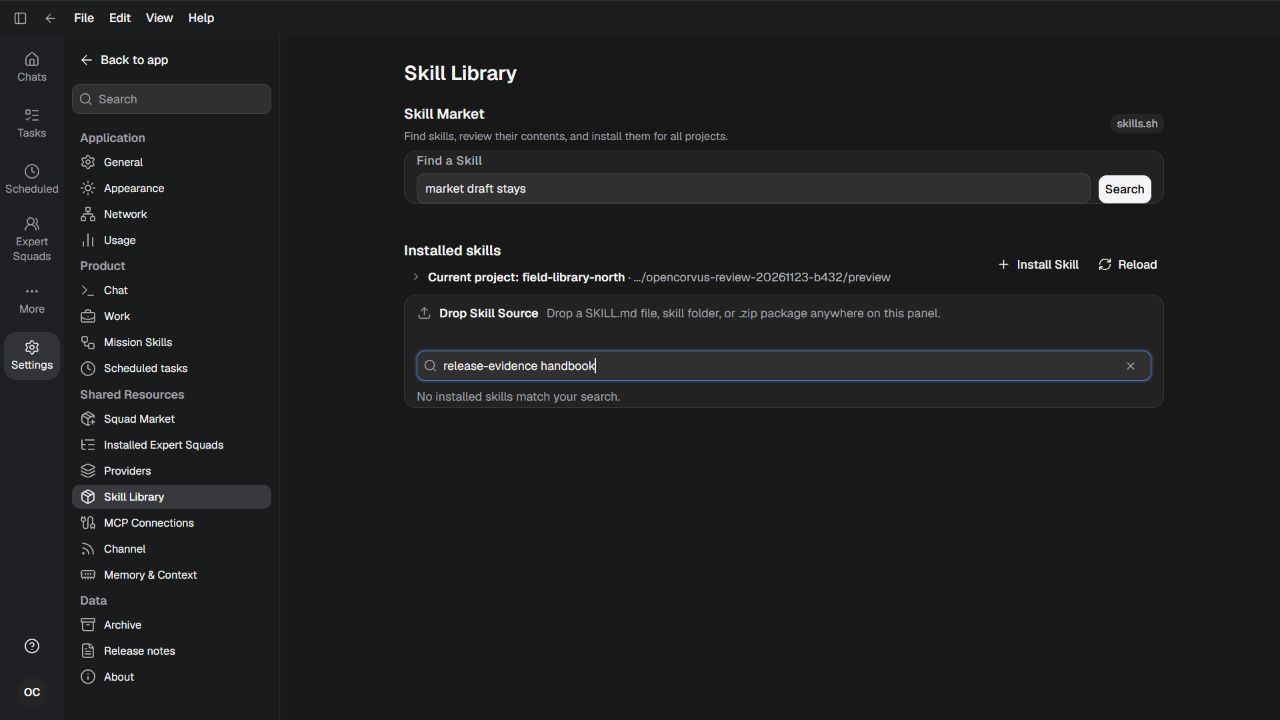 File Edit View Help
Chats
Tasks
Scheduled
Expert
Squads
More
Settings
OC
Back to app
Search
Application
General
Appearance
Network
Usage
Product
Chat
Work
Mission Skills
Scheduled tasks
Shared Resources
Squad Market
Installed Expert Squads
Providers
Skill Library
MCP Connections
Channel
Memory & Context
Data
Archive
Release notes
About
Skill Library
Skill Market
Find skills, review their contents, and install them for all projects.
skills.sh
Find a Skill
market draft stays
Search
Installed skills
Current project: field-library-north · .../opencorvus-review-20261123-b432/preview
Install Skill
Reload
Drop Skill Source Drop a SKILL.md file, skill folder, or .zip package anywhere on this panel.
release-evidence handbook
No installed skills match your search.